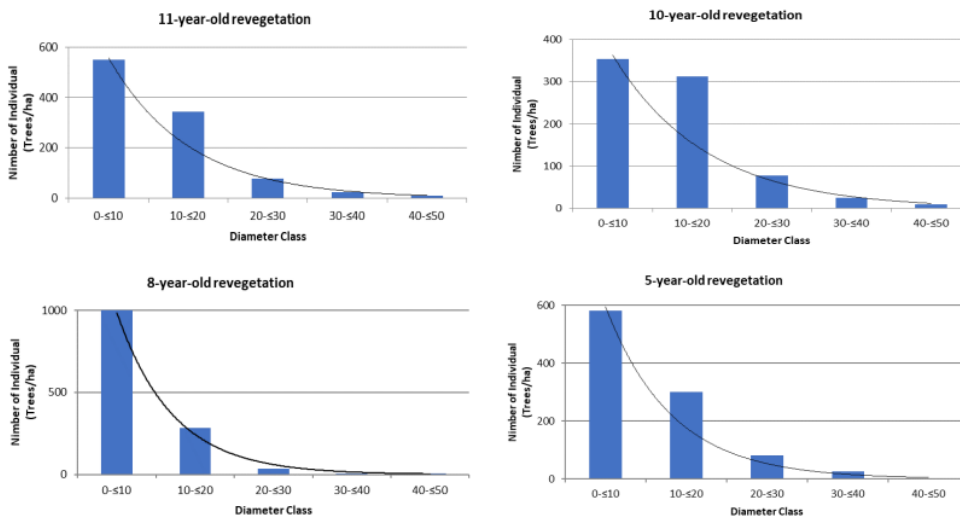 11-year-old revegetation
Nimber of Individual
(Trees/ha)
600
400
200
0
0-≤10 10-≤20 20-≤30 30-≤40 40-≤50
Diameter Class
10-year-old revegetation
Nimber of Individual
(Trees/ha)
400
300
200
100
0
0-≤10 10-≤20 20-≤30 30-≤40 40-≤50
Diameter Class
8-year-old revegetation
Nimber of Individual
(Trees/ha)
1000
500
0
0-≤10 10-≤20 20-≤30 30-≤40 40-≤50
Diameter Class
5-year-old revegetation
Nimber of Individual
(Trees/ha)
600
400
200
0
0-≤10 10-≤20 20-≤30 30-≤40 40-≤50
Diameter Class